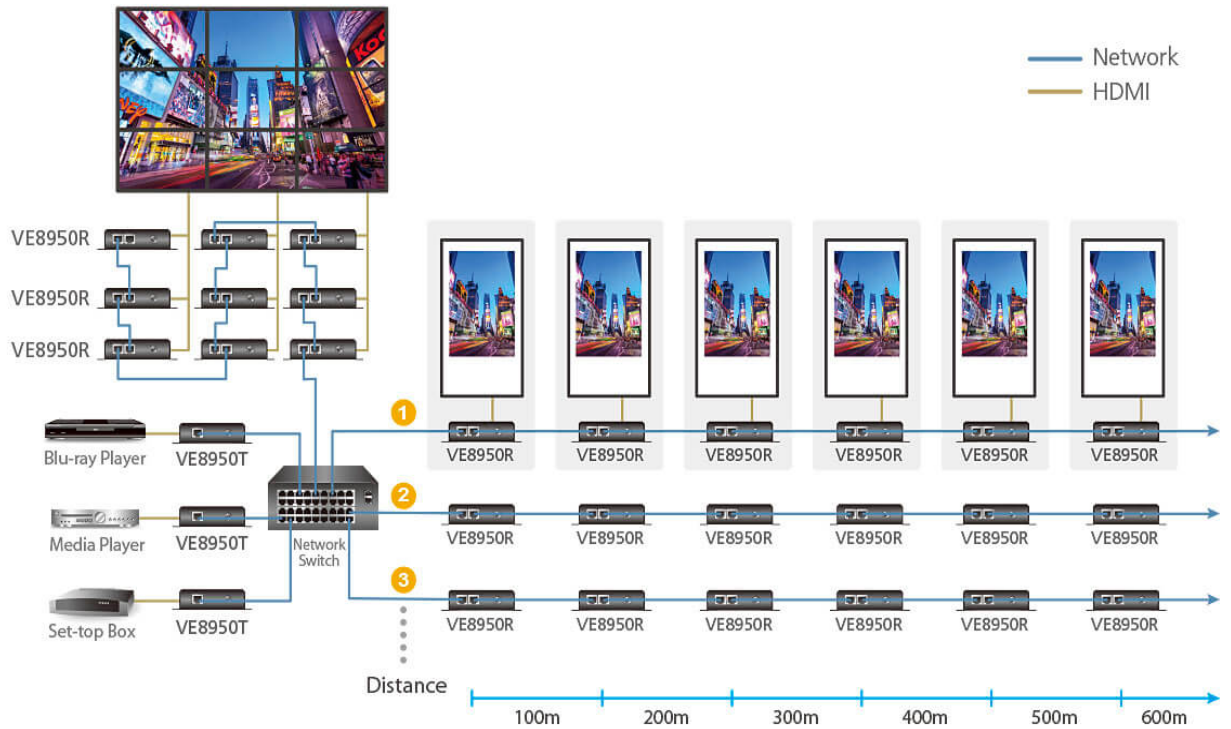 Network
HDMI
VE8950R
VE8950R
VE8950R
1
Blu-ray Player
VE8950T
VE8950R
VE8950R
VE8950R
VE8950R
VE8950R
VE8950R
2
Media Player
VE8950T
Network
Switch
VE8950R
VE8950R
VE8950R
VE8950R
VE8950R
VE8950R
3
Set-top Box
VE8950T
VE8950R
VE8950R
VE8950R
VE8950R
VE8950R
VE8950R
Distance
100m
200m
300m
400m
500m
600m